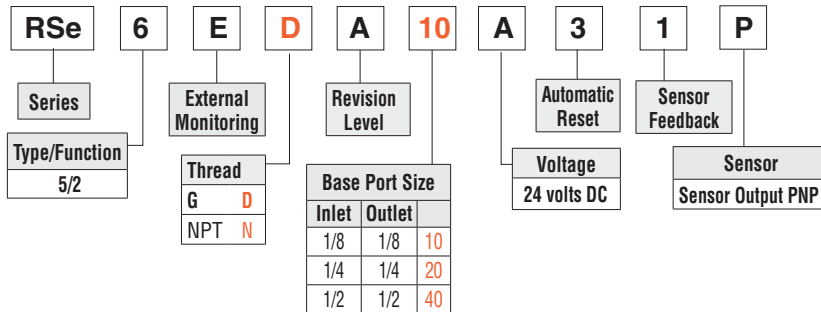 RSe 6 E D A 10 A 3 1 P
Series
External Monitoring
Revision Level
Automatic Reset
Sensor Feedback
Type/Function
5/2
Thread
G D
NPT N
Base Port Size
Inlet Outlet
1/8 1/8 10
1/4 1/4 20
1/2 1/2 40
Voltage
24 volts DC
Sensor
Sensor Output PNP